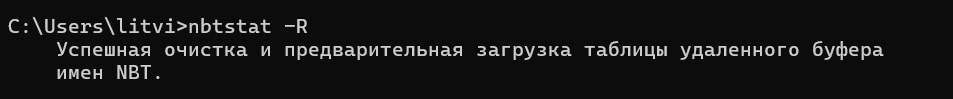 C:\Users\litvi>nbtstat -R
Успешная очистка и предварительная загрузка таблицы удаленного буфера
имен NBT.